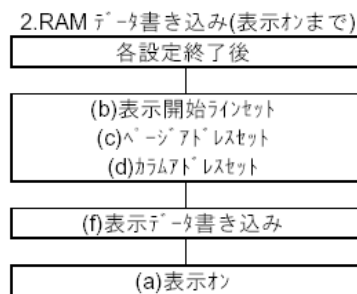 2.RAM ﾃﾞｰﾀ書き込み(表示ｵﾝまで)
各設定終了後
(b)表示開始ﾗｲﾝｾｯﾄ
(c)ﾍﾟｰｼﾞｱﾄﾞﾚｽｾｯﾄ
(d)ｶﾗﾑｱﾄﾞﾚｽｾｯﾄ
(f)表示ﾃﾞｰﾀ書き込み
(a)表示ｵﾝ